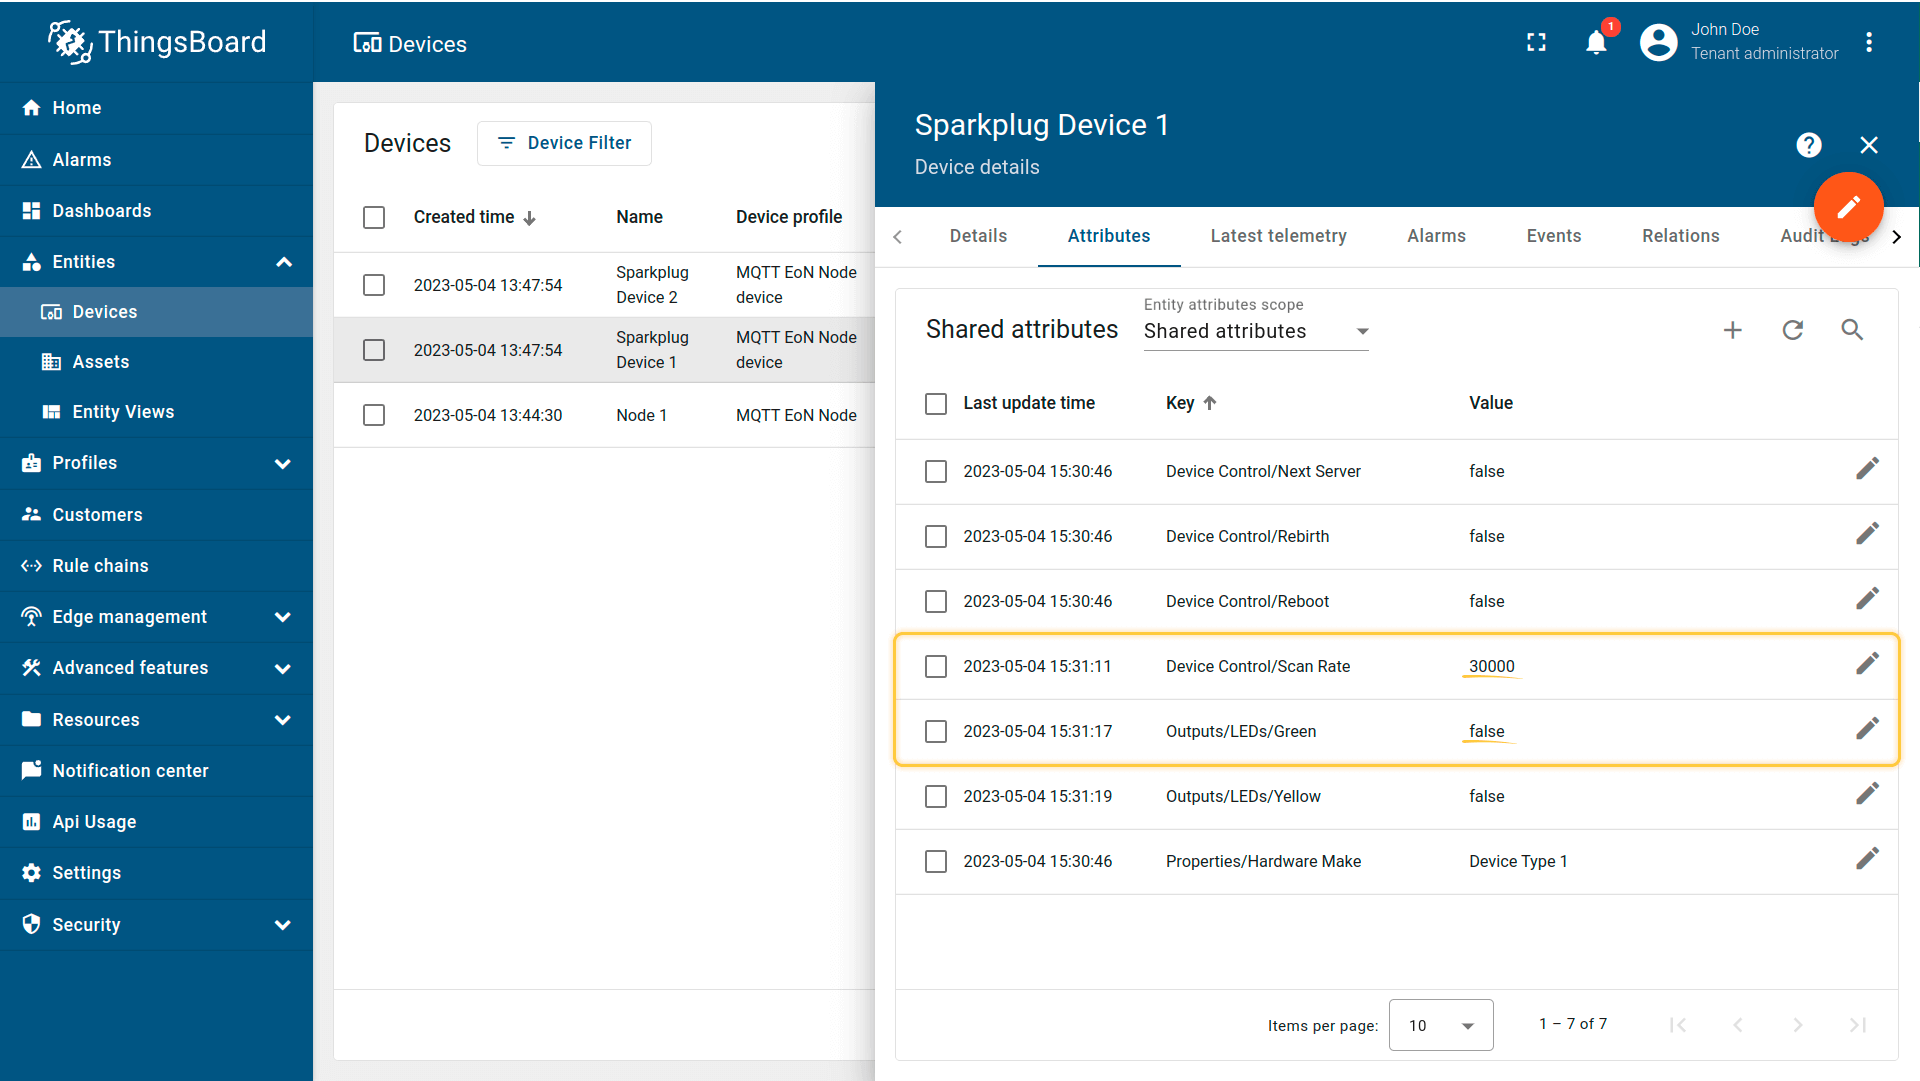 ThingsBoard
Devices
1
John Doe
Tenant administrator
Home
Alarms
Dashboards
Entities
Devices
Assets
Entity Views
Profiles
Customers
Rule chains
Edge management
Advanced features
Resources
Notification center
Api Usage
Settings
Security
Devices
Device Filter
Created time Name Device profile
2023-05-04 13:47:54 Sparkplug Device 2 MQTT EoN Node device
2023-05-04 13:47:54 Sparkplug Device 1 MQTT EoN Node device
2023-05-04 13:44:30 Node 1 MQTT EoN Node
Sparkplug Device 1
Device details
Details Attributes Latest telemetry Alarms Events Relations Audit
Shared attributes
Entity attributes scope
Shared attributes
Last update time Key Value
2023-05-04 15:30:46 Device Control/Next Server false
2023-05-04 15:30:46 Device Control/Rebirth false
2023-05-04 15:30:46 Device Control/Reboot false
2023-05-04 15:31:11 Device Control/Scan Rate 30000
2023-05-04 15:31:17 Outputs/LEDs/Green false
2023-05-04 15:31:19 Outputs/LEDs/Yellow false
2023-05-04 15:30:46 Properties/Hardware Make Device Type 1
Items per page: 10 1 – 7 of 7